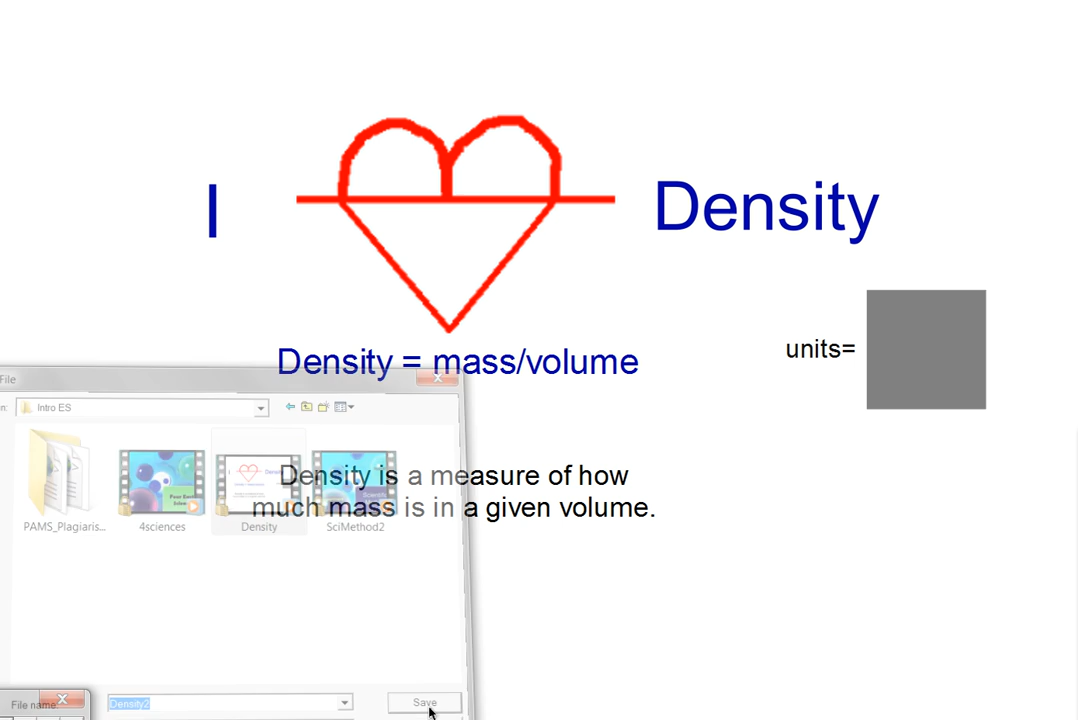 I Density
Density = mass/volume
units=
File
n: Intro ES
Density is a measure of how
much mass is in a given volume.
PAMS_Plagiaris... 4sciences Density SciMethod2
File name: Density2 Save